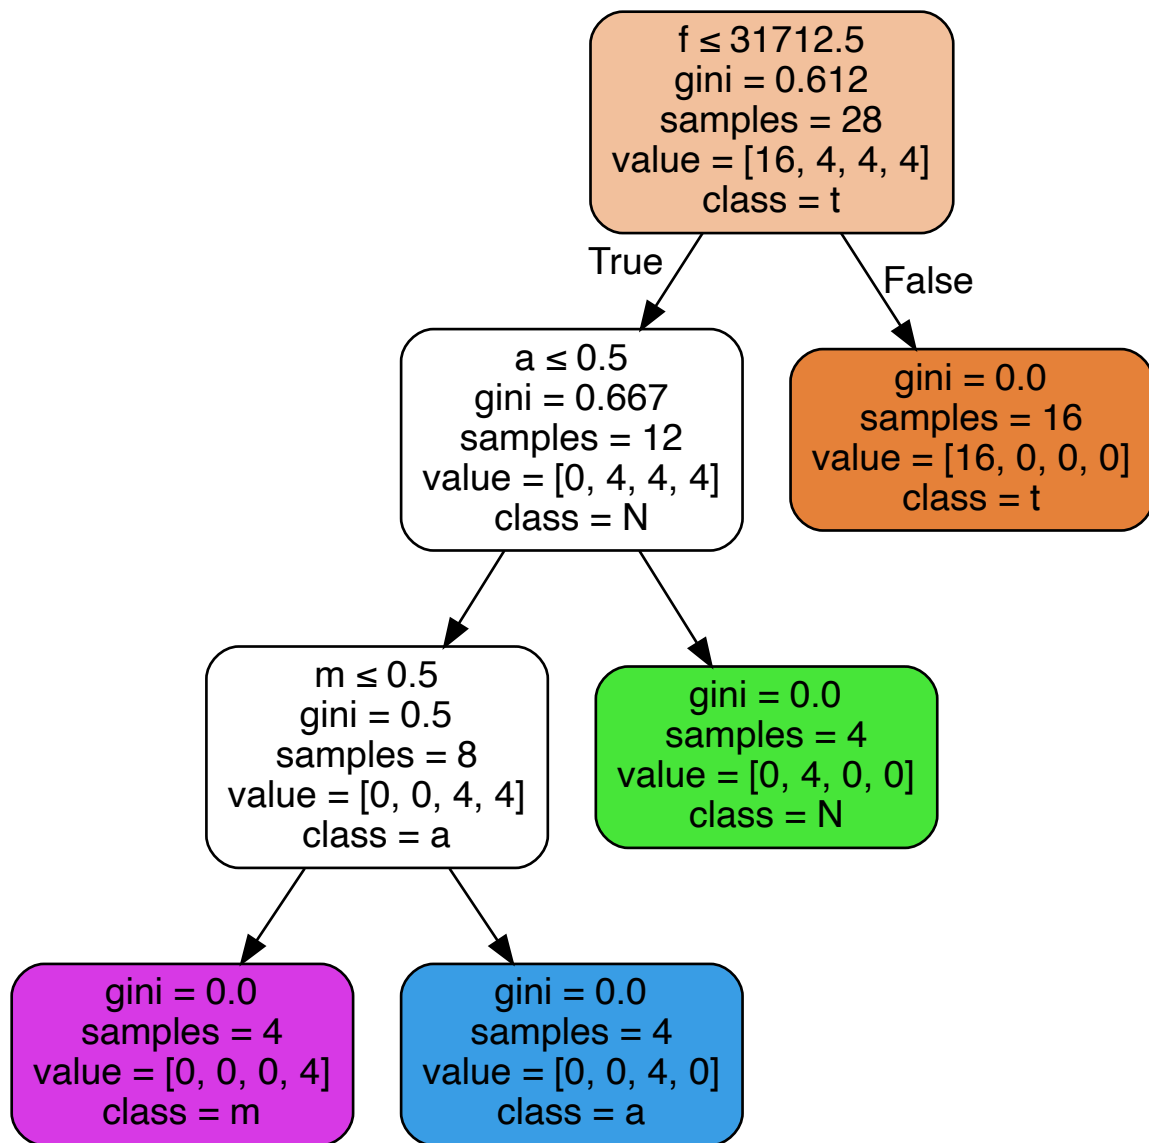 f ≤ 31712.5
gini = 0.612
samples = 28
value = [16, 4, 4, 4]
class = t
True
False
a ≤ 0.5
gini = 0.667
samples = 12
value = [0, 4, 4, 4]
class = N
gini = 0.0
samples = 16
value = [16, 0, 0, 0]
class = t
m ≤ 0.5
gini = 0.5
samples = 8
value = [0, 0, 4, 4]
class = a
gini = 0.0
samples = 4
value = [0, 4, 0, 0]
class = N
gini = 0.0
samples = 4
value = [0, 0, 0, 4]
class = m
gini = 0.0
samples = 4
value = [0, 0, 4, 0]
class = a